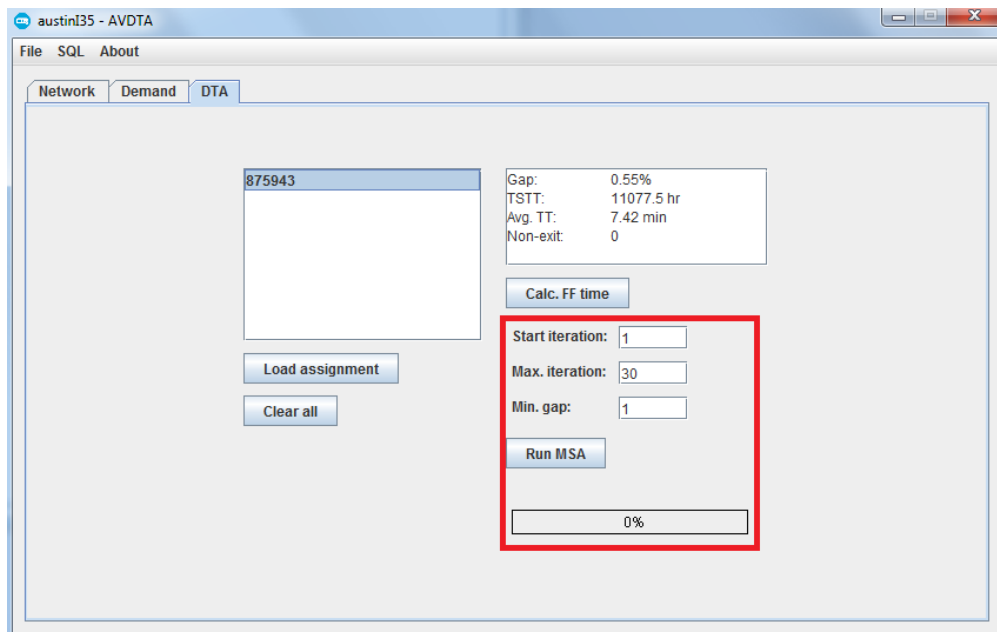 austinI35 - AVDTA
File SQL About
Network Demand DTA
875943
Gap: 0.55%
TSTT: 11077.5 hr
Avg. TT: 7.42 min
Non-exit: 0
Calc. FF time
Start iteration: 1
Load assignment
Max. iteration: 30
Clear all
Min. gap: 1
Run MSA
0%